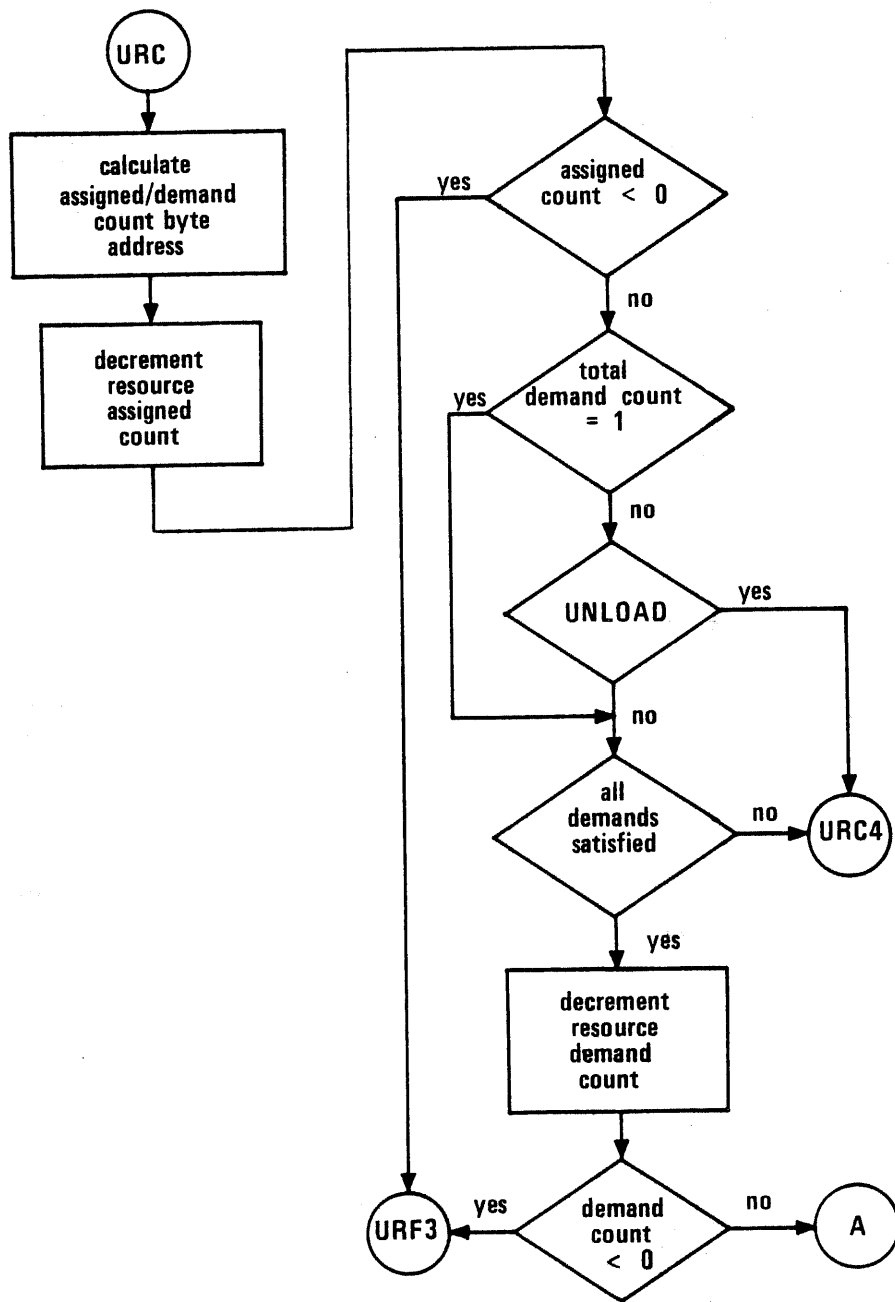 URC
calculate
assigned/demand
count byte
address
decrement
resource
assigned
count
assigned
count < 0
yes
no
total
demand count
= 1
yes
no
UNLOAD
yes
no
all
demands
satisfied
no
URC4
yes
decrement
resource
demand
count
demand
count
< 0
yes
URF3
no
A